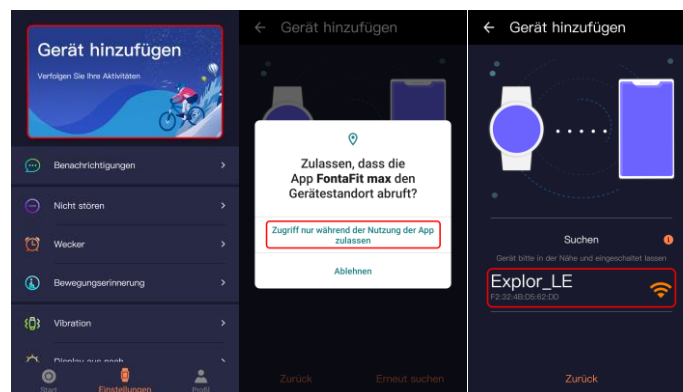 Gerät hinzufügen
Verfolgen Sie Ihre Aktivitäten
Benachrichtigungen
Nicht stören
Wecker
Bewegungserinnerung
Vibration
Display aus nach
Start
Einstellungen
Profil
Gerät hinzufügen
Zulassen, dass die
App FontaFit max den
Gerätestandort abruft?
Zugriff nur während der Nutzung der App
zulassen
Ablehnen
Zurück
Erneut suchen
Gerät hinzufügen
Suchen
Gerät bitte in der Nähe und eingeschaltet lassen
Explor_LE
F2:32:4B:D5:62:DD
Zurück